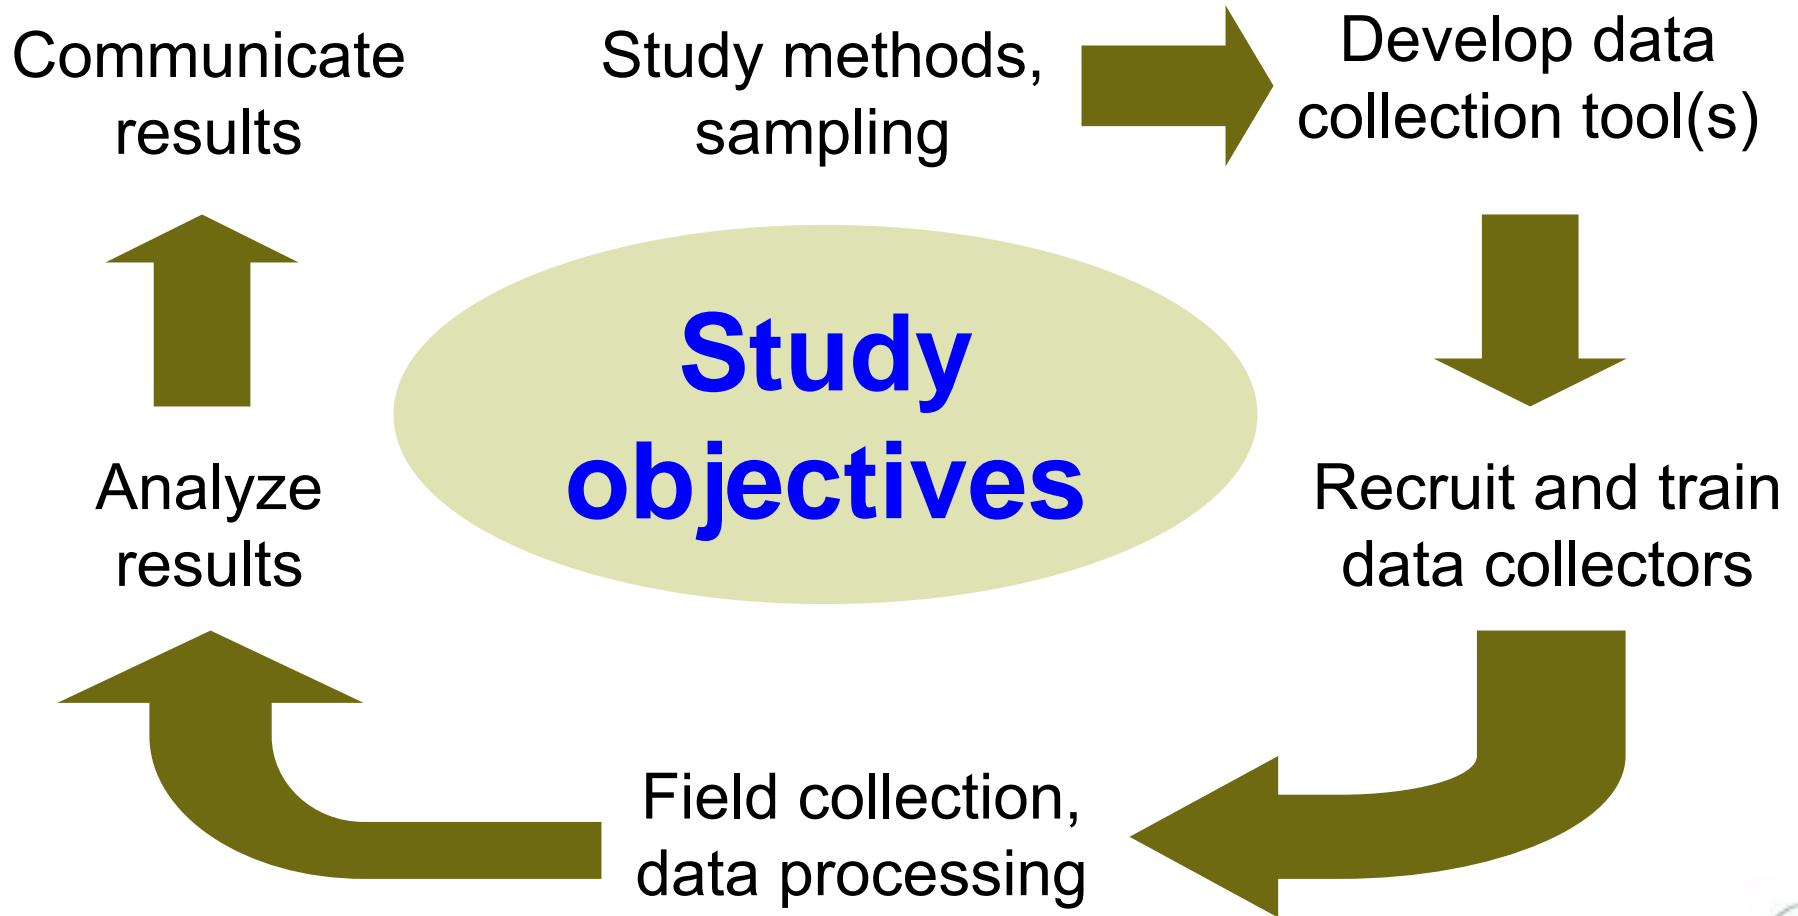 Communicate
results
Study methods,
sampling
Develop data
collection tool(s)
Study
objectives
Analyze
results
Recruit and train
data collectors
Field collection,
data processing